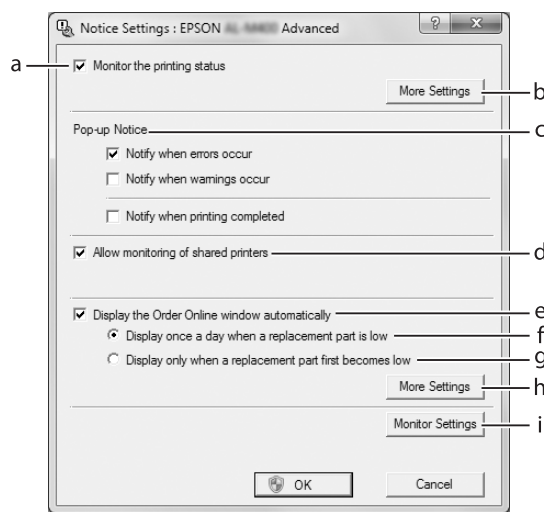 Notice Settings : EPSON Advanced
a
Monitor the printing status
More Settings
b
Pop-up Notice
c
Notify when errors occur
Notify when warnings occur
Notify when printing completed
Allow monitoring of shared printers
d
Display the Order Online window automatically
e
Display once a day when a replacement part is low
f
Display only when a replacement part first becomes low
g
More Settings
h
Monitor Settings
i
OK
Cancel